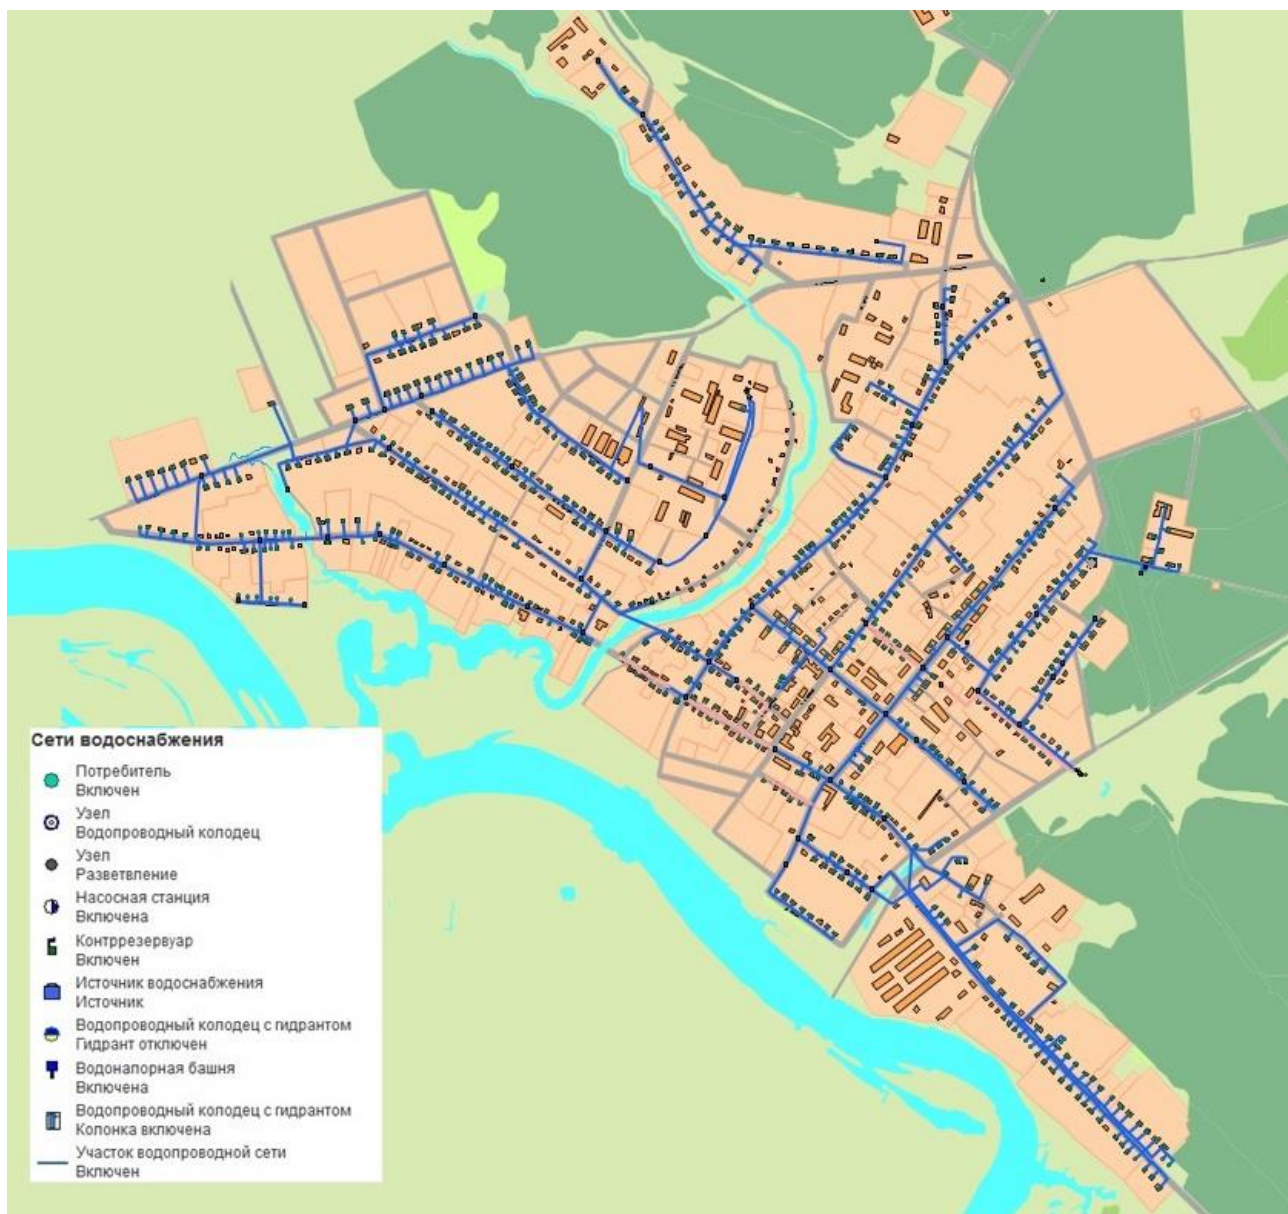 Сети водоснабжения
Потребитель
Включен
Узел
Водопроводный колодец
Узел
Разветвление
Насосная станция
Включена
Контррезервуар
Включен
Источник водоснабжения
Источник
Водопроводный колодец с гидрантом
Гидрант отключен
Водонапорная башня
Включена
Водопроводный колодец с гидрантом
Колонка включена
Участок водопроводной сети
Включен